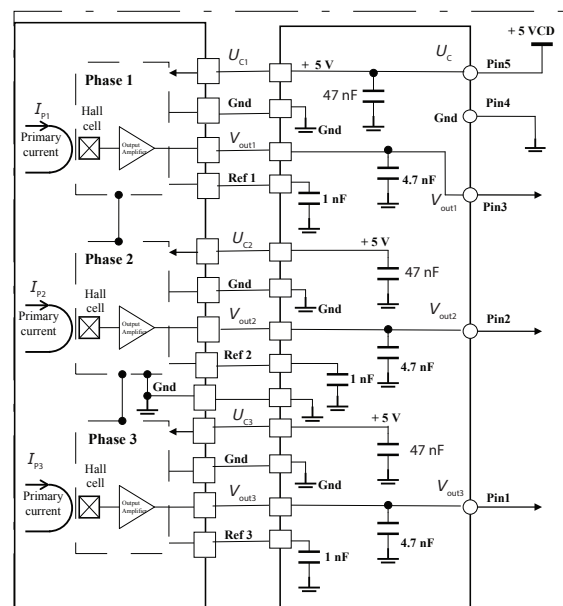 + 5 VCD
U_C1
+ 5 V
U_C
Pin5
Phase 1
47 nF
I_P1
Gnd
Gnd
Gnd
Pin4
Hall
cell
Primary
current
Output
Amplifier
V_out1
4.7 nF
Ref 1
1 nF
V_out1
Pin3
Phase 2
U_C2
+ 5 V
47 nF
I_P2
Gnd
Gnd
Hall
cell
Primary
current
Output
Amplifier
V_out2
V_out2
Pin2
4.7 nF
Ref 2
1 nF
Gnd
Phase 3
U_C3
+ 5 V
47 nF
I_P3
Gnd
Gnd
Hall
cell
Primary
current
Output
Amplifier
V_out3
V_out3
Pin1
4.7 nF
Ref 3
1 nF